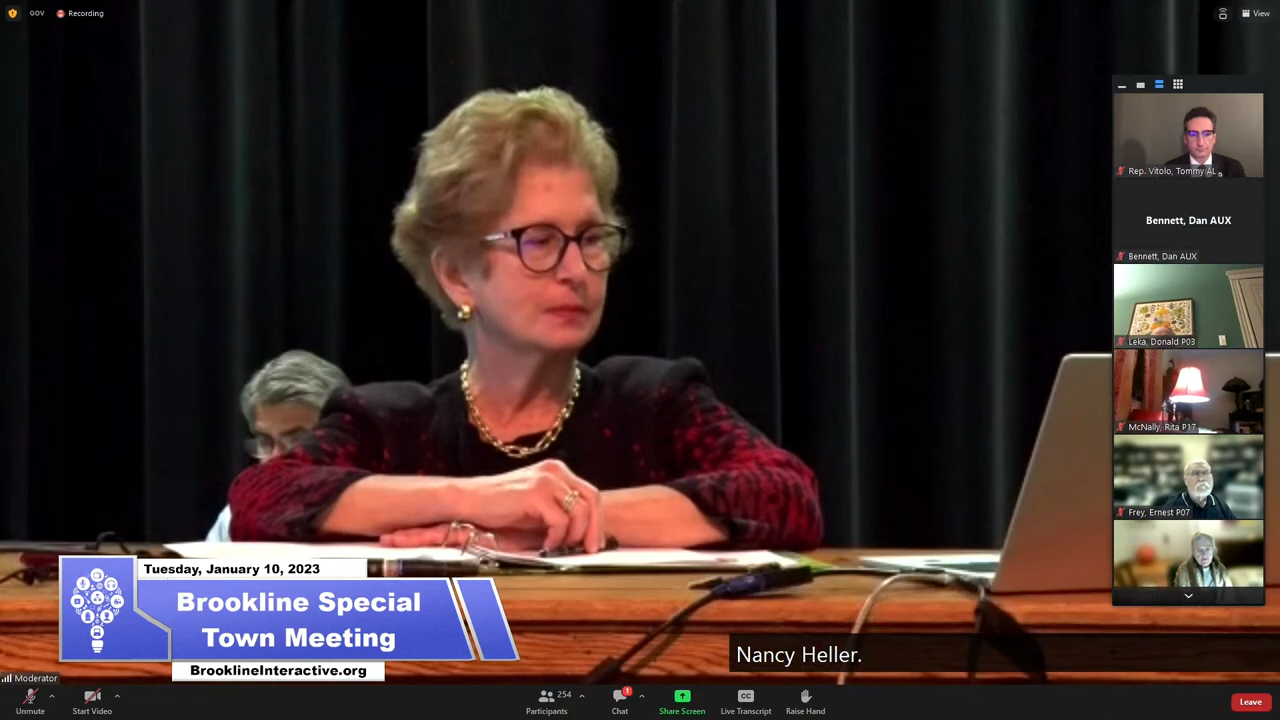 GOV
Recording
View
Rep. Vitolo, Tommy AL
Bennett, Dan AUX
Bennett, Dan AUX
Leka, Donald P03
McNally, Rita P17
Frey, Ernest P07
Tuesday, January 10, 2023
Brookline Special
Town Meeting
BrooklineInteractive.org
Nancy Heller.
Moderator
Unmute
Start Video
254
Participants
1
Chat
Share Screen
CC
Live Transcript
Raise Hand
Leave